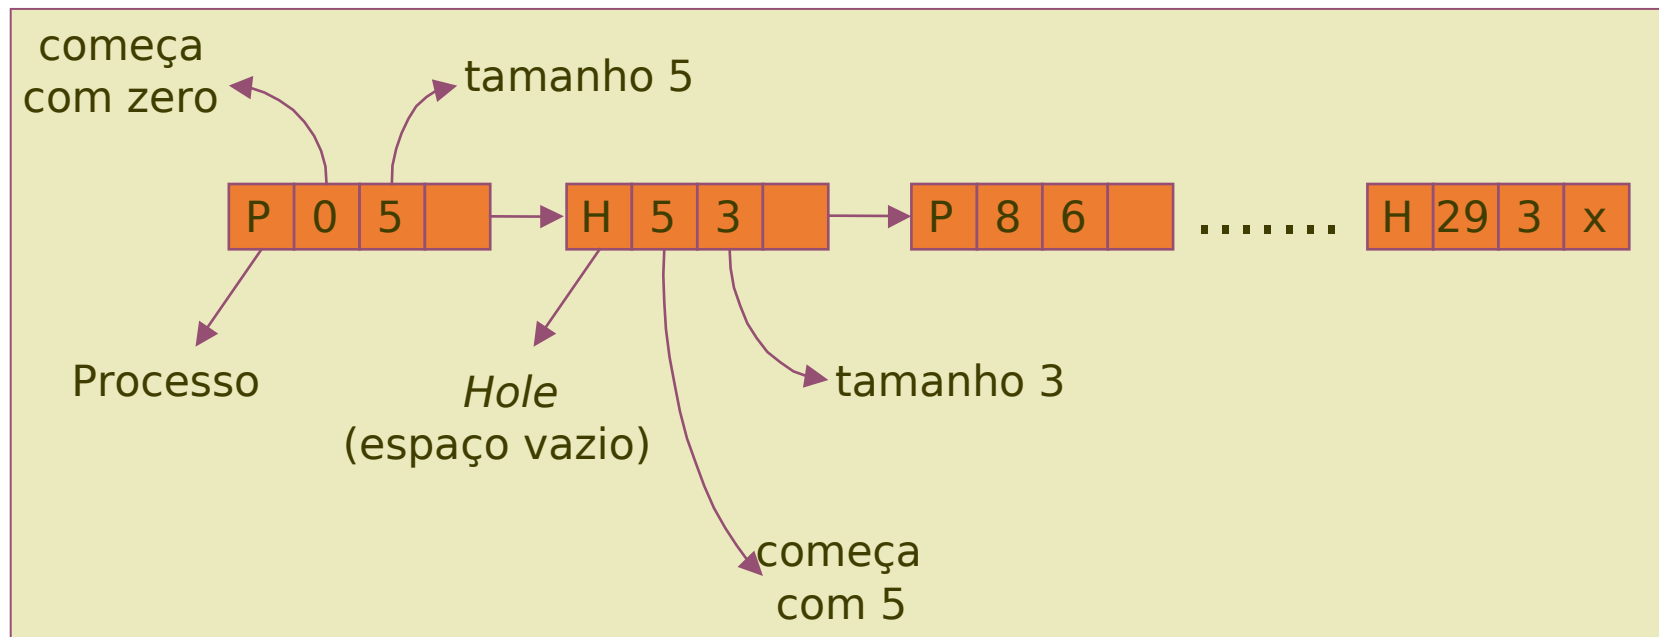 começa
com zero
tamanho 5
P 0 5
H 5 3
P 8 6
.......
H 29 3 x
Processo
Hole
(espaço vazio)
tamanho 3
começa
com 5